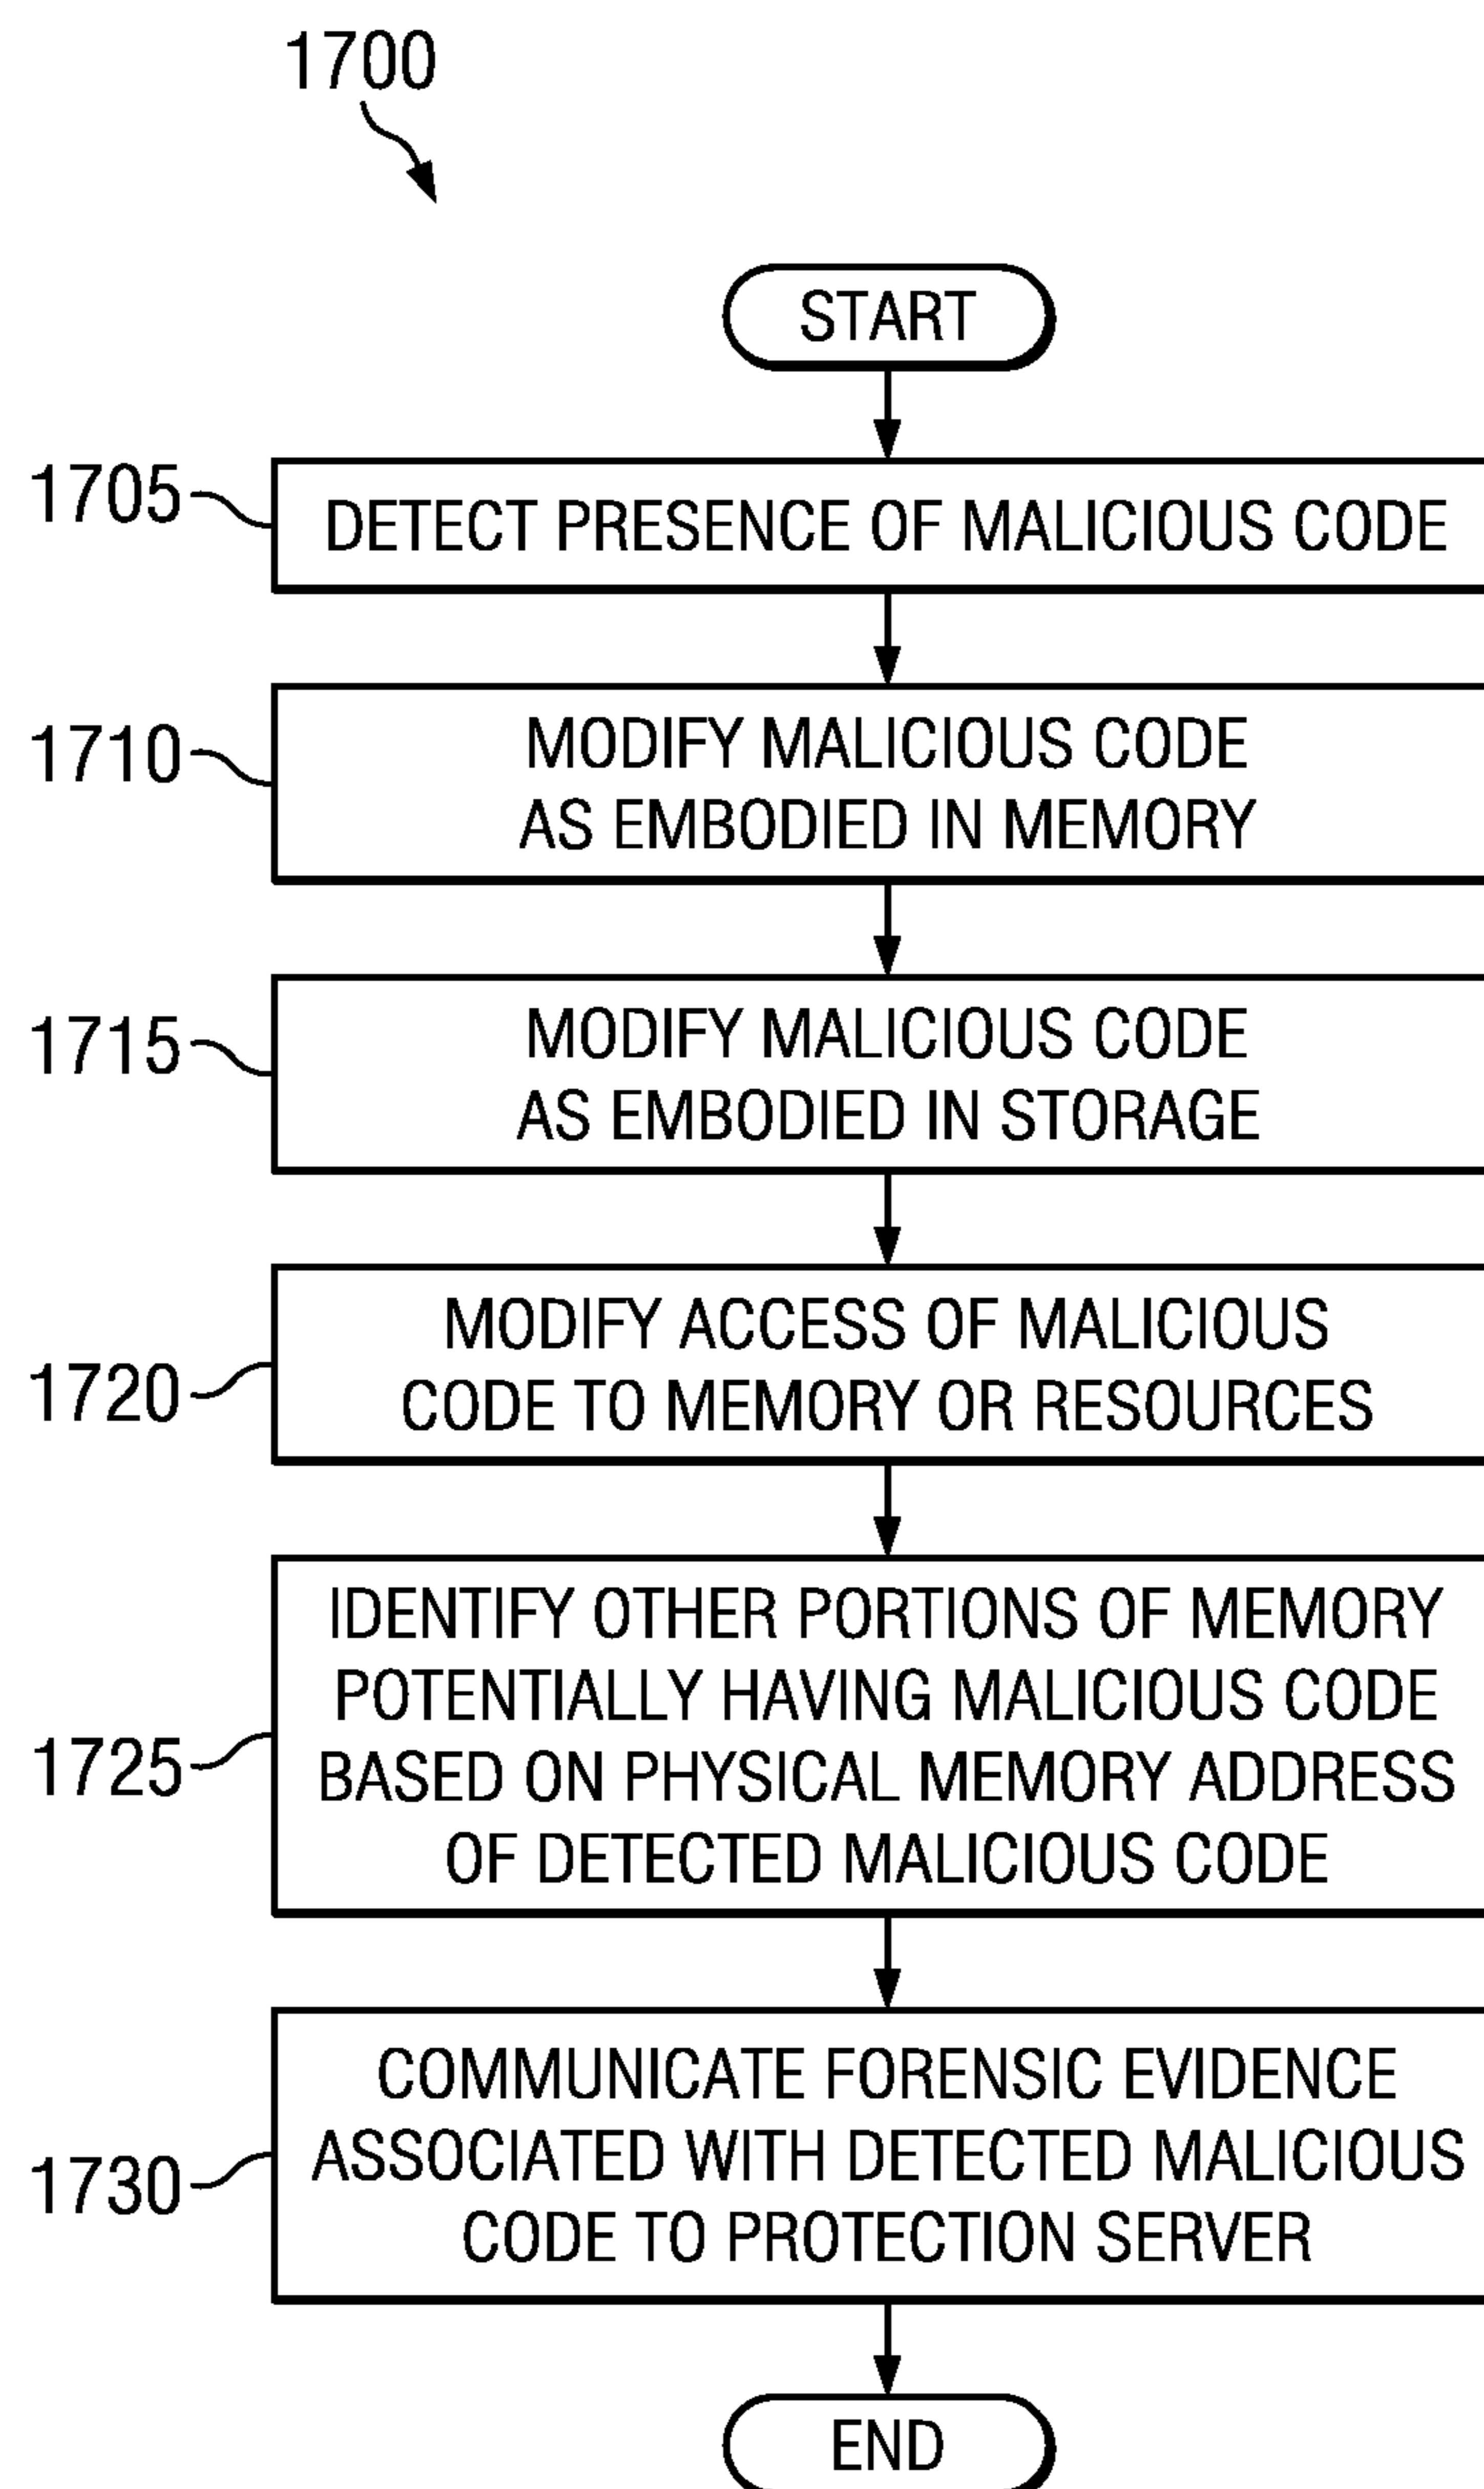 1700
START
1705
DETECT PRESENCE OF MALICIOUS CODE
1710
MODIFY MALICIOUS CODE
AS EMBODIED IN MEMORY
1715
MODIFY MALICIOUS CODE
AS EMBODIED IN STORAGE
1720
MODIFY ACCESS OF MALICIOUS
CODE TO MEMORY OR RESOURCES
1725
IDENTIFY OTHER PORTIONS OF MEMORY
POTENTIALLY HAVING MALICIOUS CODE
BASED ON PHYSICAL MEMORY ADDRESS
OF DETECTED MALICIOUS CODE
1730
COMMUNICATE FORENSIC EVIDENCE
ASSOCIATED WITH DETECTED MALICIOUS
CODE TO PROTECTION SERVER
END